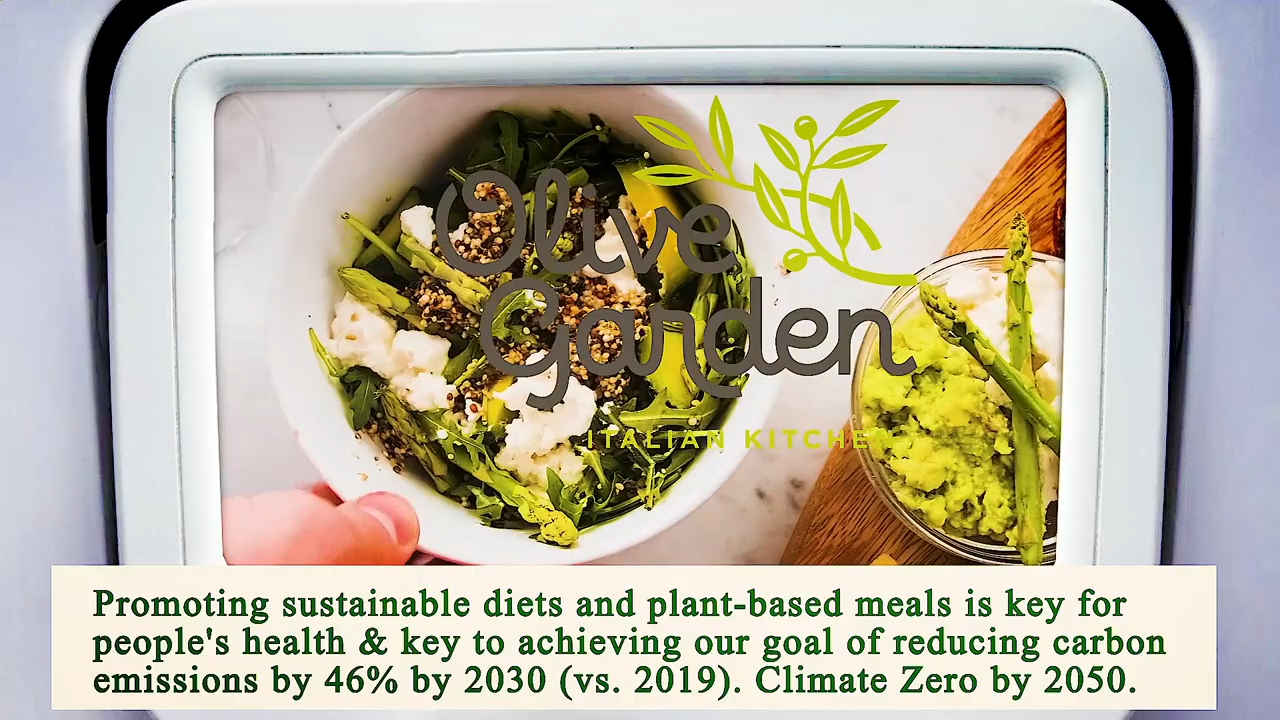 Olive
Garden
ITALIAN KITCHEN
Promoting sustainable diets and plant-based meals is key for
people's health & key to achieving our goal of reducing carbon
emissions by 46% by 2030 (vs. 2019). Climate Zero by 2050.